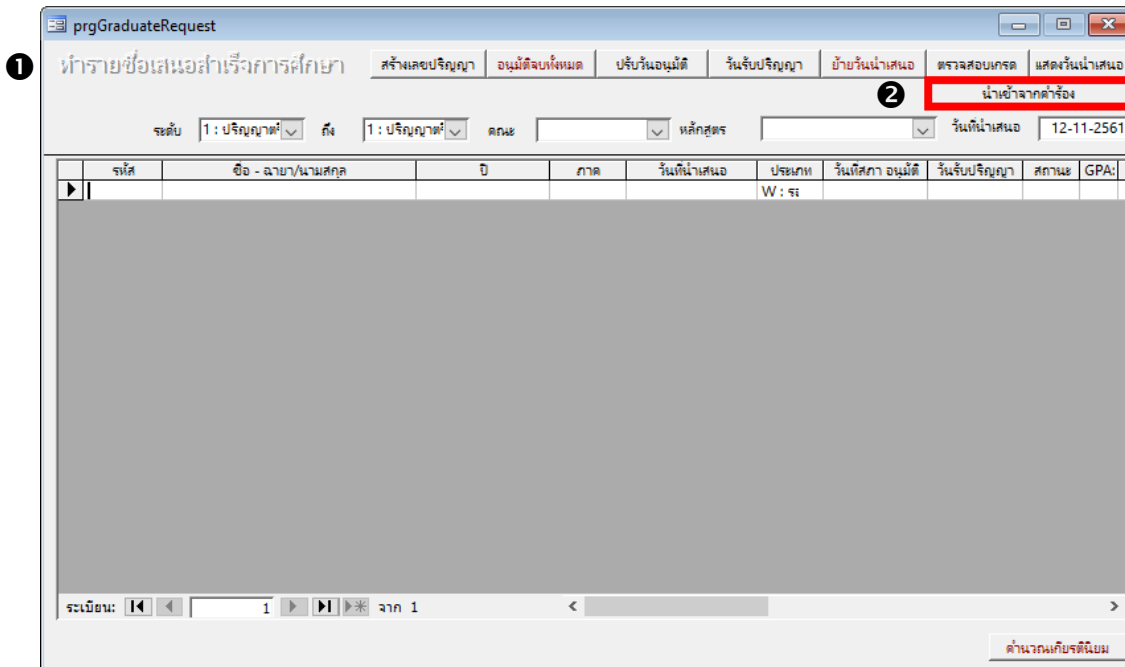 prgGraduateRequest
❶ ทำรายชื่อเสนอสำเร็จการศึกษา สร้างเลขปริญญา อนุมัติจบทั้งหมด ปรับวันอนุมัติ วันรับปริญญา ย้ายวันนำเสนอ ตรวจสอบเกรด แสดงวันนำเสนอ
❷ นำเข้าจากคำร้อง
ระดับ 1 : ปริญญาตรี ถึง 1 : ปริญญาตรี คณะ หลักสูตร วันที่นำเสนอ 12-11-2561
รหัส ชื่อ - ฉายา/นามสกุล ปี ภาค วันที่นำเสนอ ประเภท วันที่สภา อนุมัติ วันรับปริญญา สถานะ GPA:
W : ระ
ระเบียน: 1 จาก 1
คำนวณเกียรตินิยม